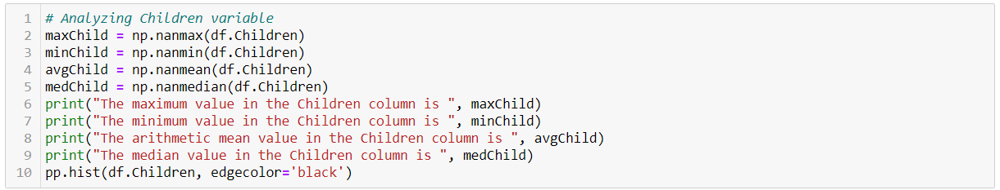 1 # Analyzing Children variable
2 maxChild = np.nanmax(df.Children)
3 minChild = np.nanmin(df.Children)
4 avgChild = np.nanmean(df.Children)
5 medChild = np.nanmedian(df.Children)
6 print("The maximum value in the Children column is ", maxChild)
7 print("The minimum value in the Children column is ", minChild)
8 print("The arithmetic mean value in the Children column is ", avgChild)
9 print("The median value in the Children column is ", medChild)
10 pp.hist(df.Children, edgecolor='black')